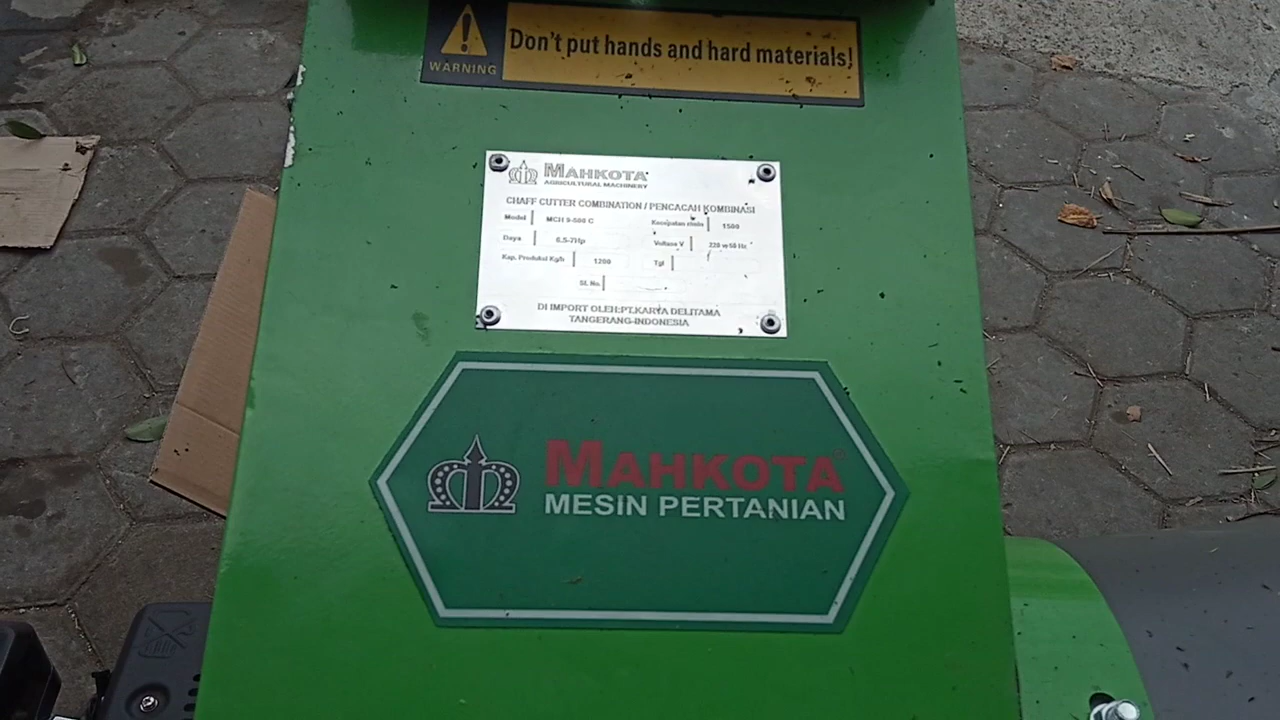 WARNING
Don't put hands and hard materials!
MAHKOTA
AGRICULTURAL MACHINERY
CHAFF CUTTER COMBINATION / PENCACAH KOMBINASI
Model MCH 9-500 C
Kecepatan r/min 1500
Daya 6.5-7Hp
Voltase V 220 v/50 Hz
Kap. Produksi Kg/h 1200
Tgl
SI. No.
DI IMPORT OLEH:PT.KARYA DELITAMA
TANGERANG-INDONESIA
MAHKOTA®
MESIN PERTANIAN